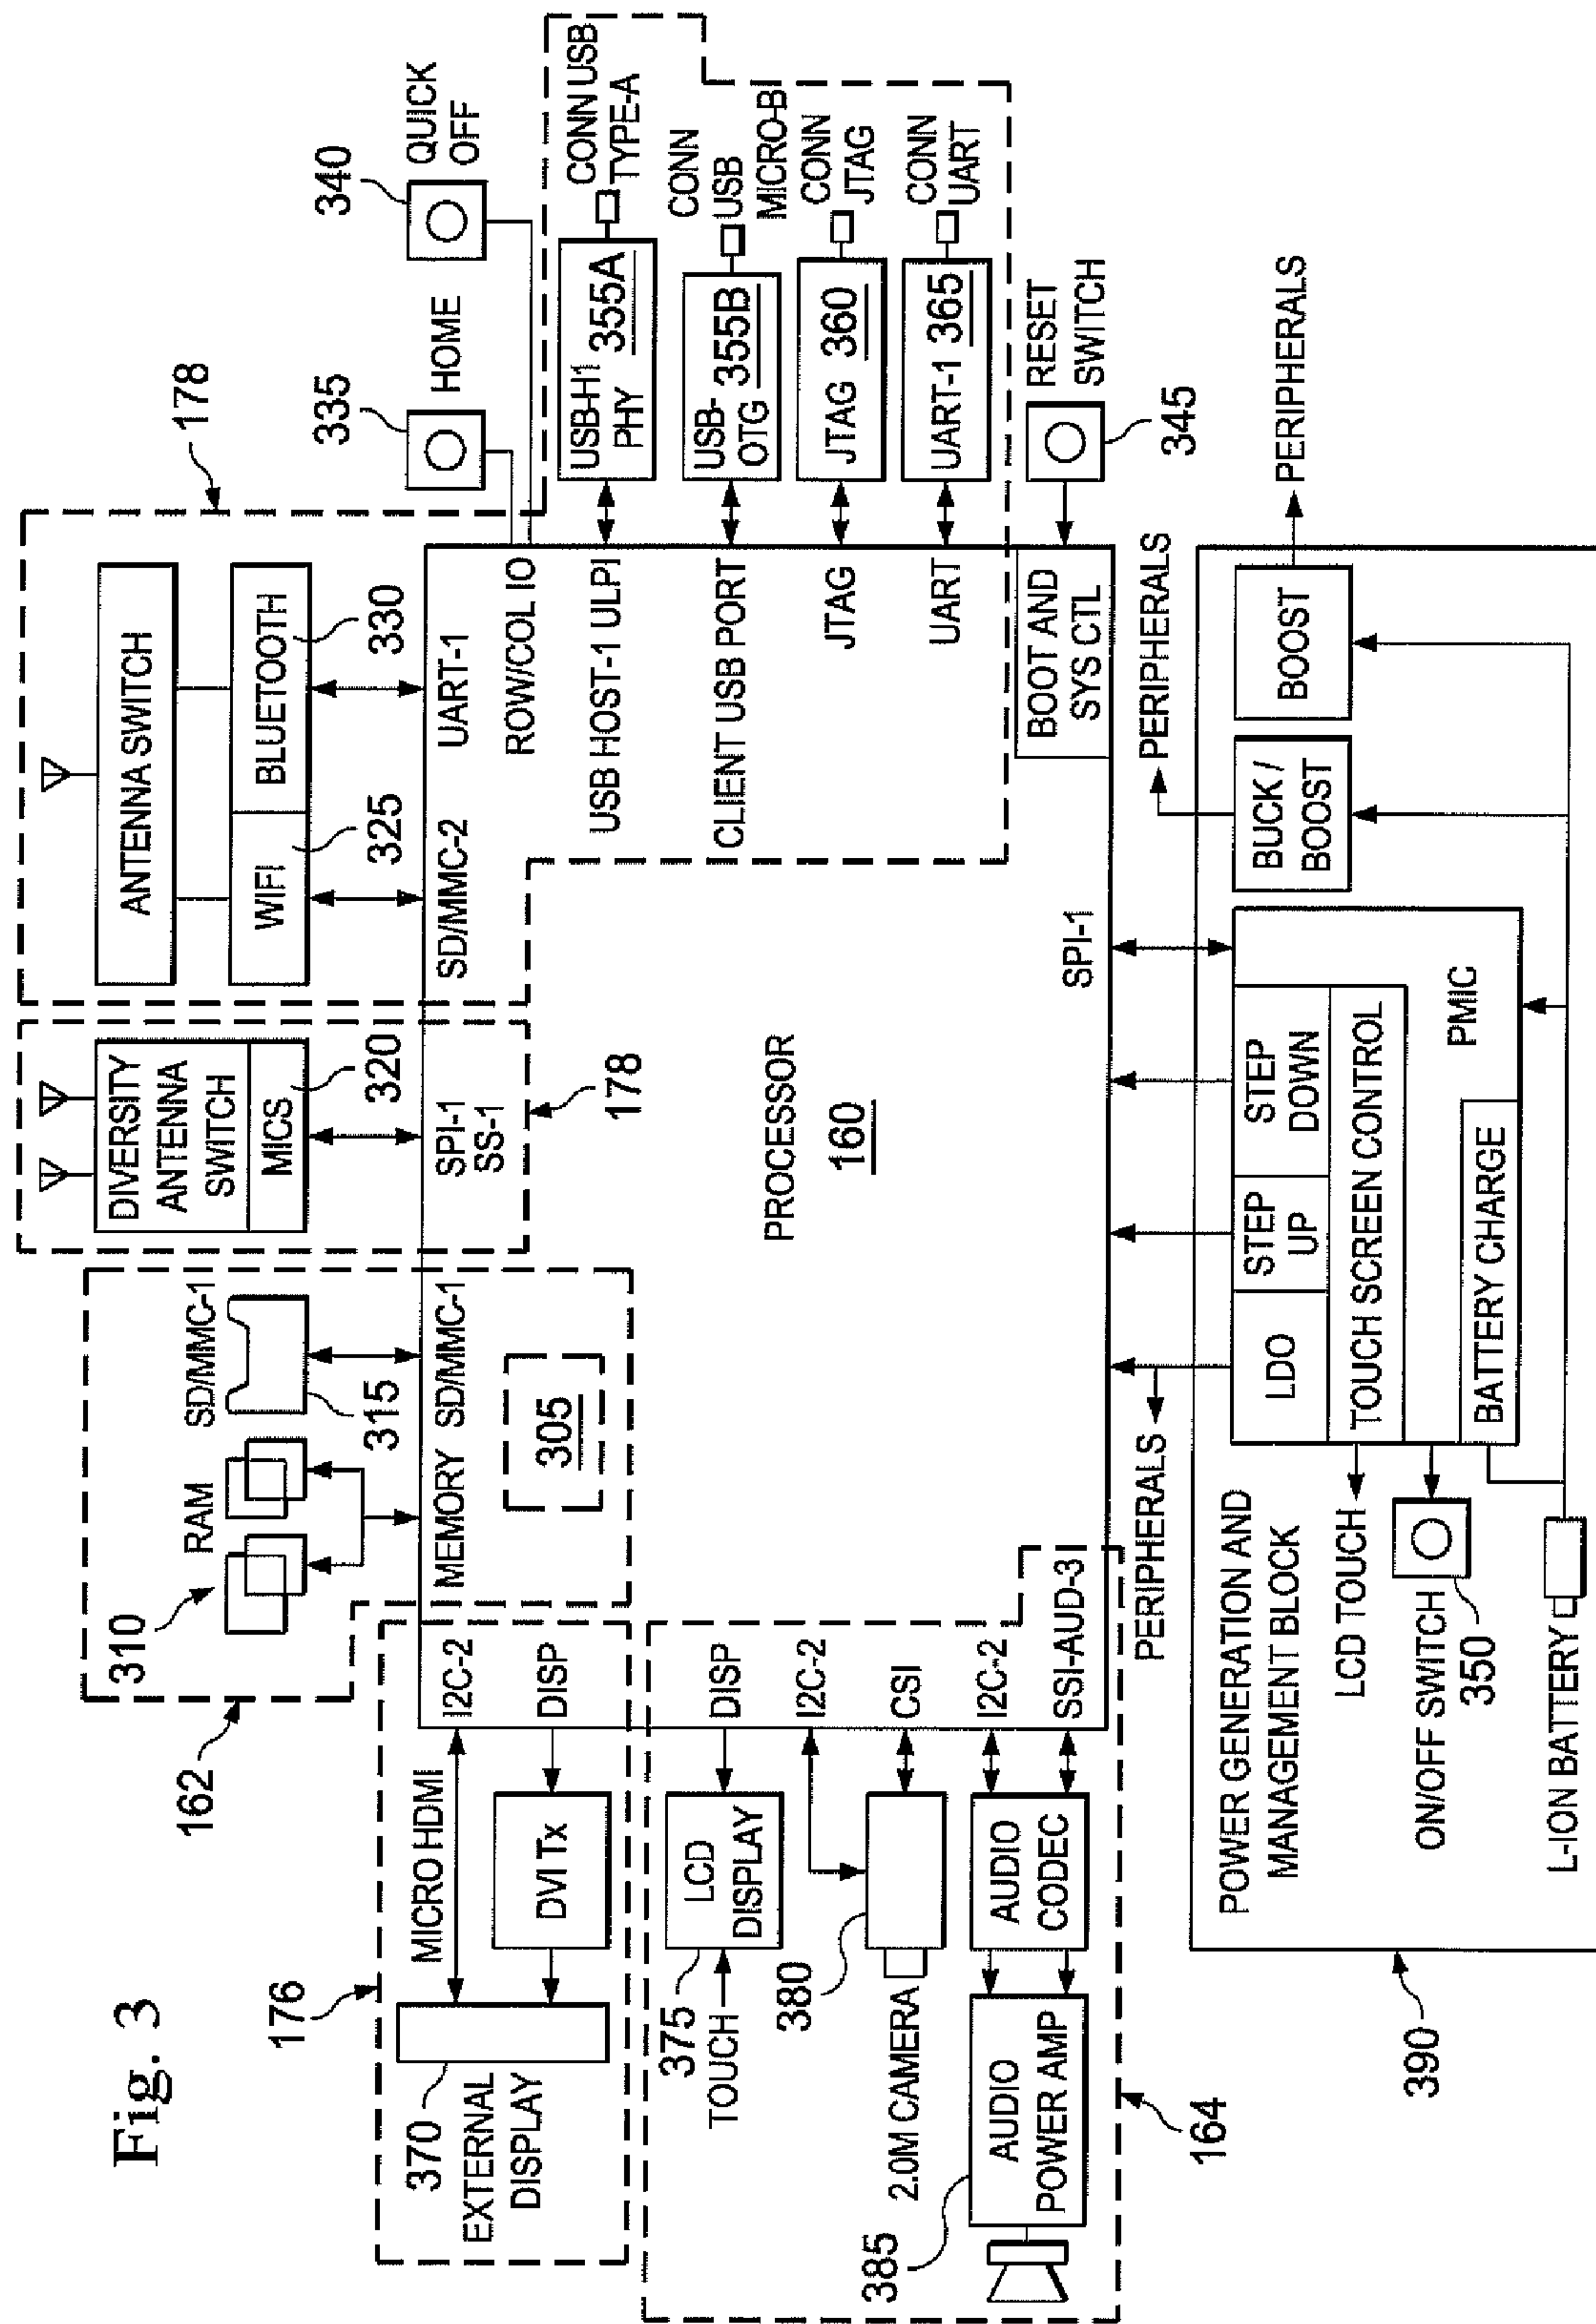 Fig. 3
162
310
RAM
SD/MMC-1
315
DIVERSITY
ANTENNA
SWITCH
MICS
320
178
ANTENNA SWITCH
WIFI
BLUETOOTH
325
330
178
335
HOME
340
QUICK
OFF
176
MICRO HDMI
370
EXTERNAL
DISPLAY
DVI Tx
I2C-2
DISP
MEMORY
SD/MMC-1
305
SPI-1
SS-1
SD/MMC-2
UART-1
ROW/COL IO
USB HOST-1 ULPI
CLIENT USB PORT
JTAG
UART
BOOT AND
SYS CTL
USB-H1
PHY
355A
CONN USB
TYPE-A
USB-
OTG
355B
CONN
USB
MICRO-B
JTAG
360
CONN
JTAG
UART-1
365
CONN
UART
RESET
SWITCH
345
PROCESSOR
160
LCD
DISPLAY
375
TOUCH
DISP
I2C-2
CSI
380
2.0M CAMERA
I2C-2
SSI-AUD-3
AUDIO
CODEC
AUDIO
POWER AMP
385
164
SPI-1
PERIPHERALS
PERIPHERALS
PERIPHERALS
390
POWER GENERATION AND
MANAGEMENT BLOCK
LDO
STEP
UP
STEP
DOWN
TOUCH SCREEN CONTROL
PMIC
BATTERY CHARGE
BUCK /
BOOST
BOOST
LCD TOUCH
ON/OFF SWITCH
350
L-ION BATTERY